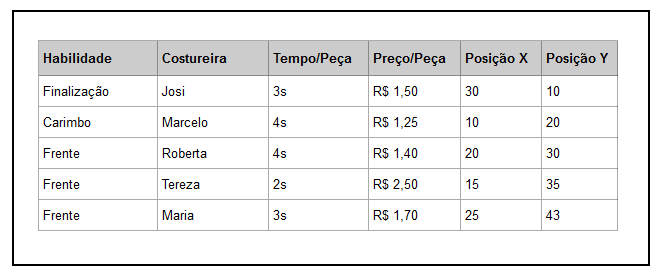 Habilidade Costureira Tempo/Peça Preço/Peça Posição X Posição Y
Finalização Josi 3s R$ 1,50 30 10
Carimbo Marcelo 4s R$ 1,25 10 20
Frente Roberta 4s R$ 1,40 20 30
Frente Tereza 2s R$ 2,50 15 35
Frente Maria 3s R$ 1,70 25 43